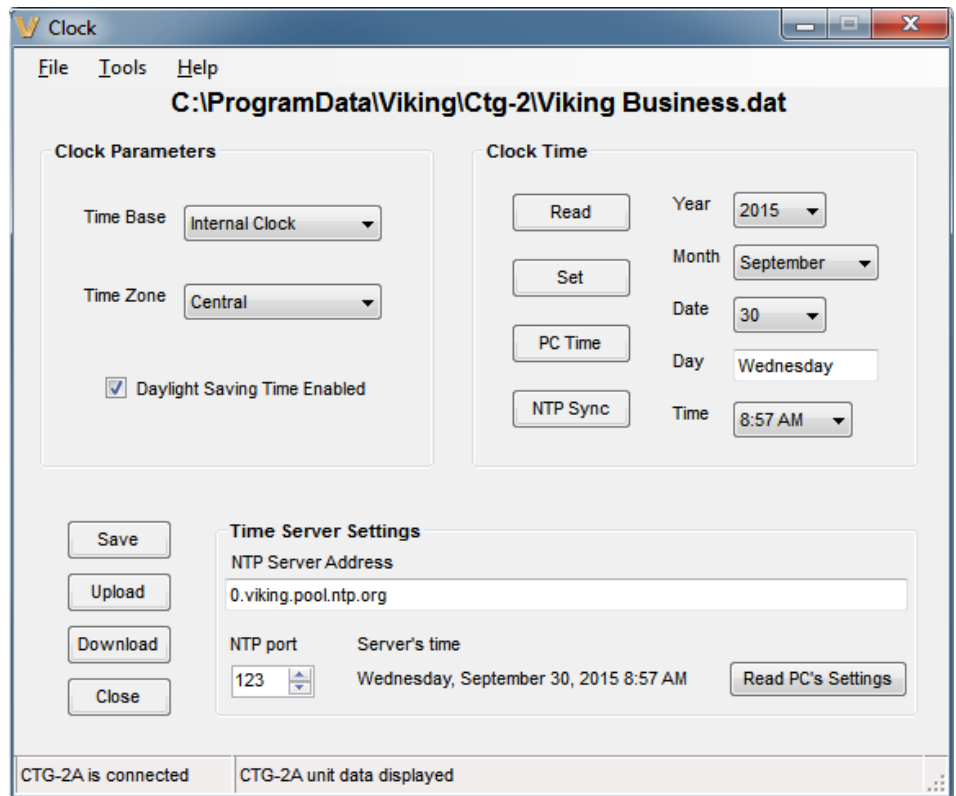 Clock
File Tools Help
C:\ProgramData\Viking\Ctg-2\Viking Business.dat
Clock Parameters
Time Base Internal Clock
Time Zone Central
Daylight Saving Time Enabled
Clock Time
Read
Set
PC Time
NTP Sync
Year 2015
Month September
Date 30
Day Wednesday
Time 8:57 AM
Save
Upload
Download
Close
Time Server Settings
NTP Server Address
0.viking.pool.ntp.org
NTP port Server's time
123 Wednesday, September 30, 2015 8:57 AM Read PC's Settings
CTG-2A is connected CTG-2A unit data displayed